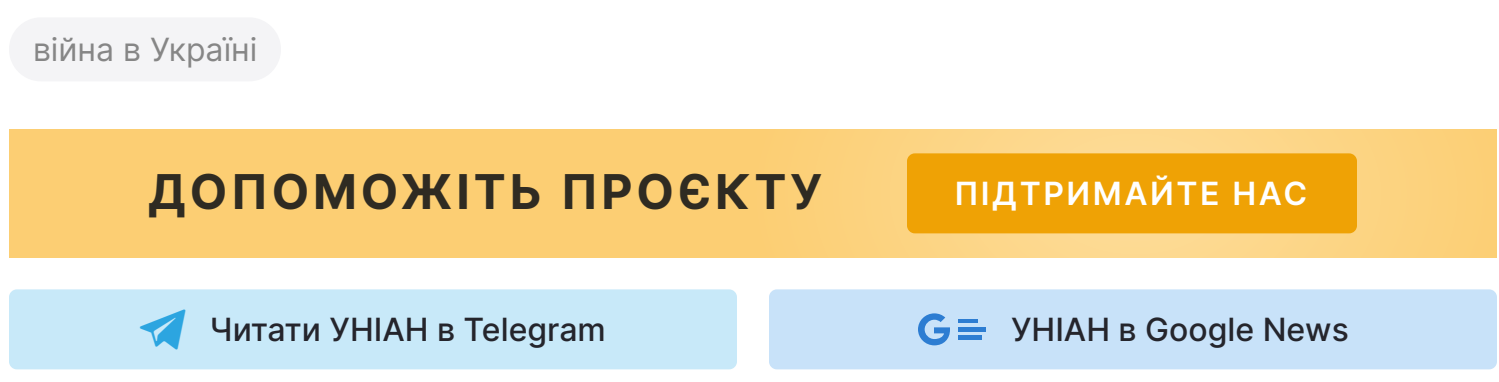 війна в Україні
ДОПОМОЖІТЬ ПРОЄКТУ
ПІДТРИМАЙТЕ НАС
Читати УНІАН в Telegram
УНІАН в Google News